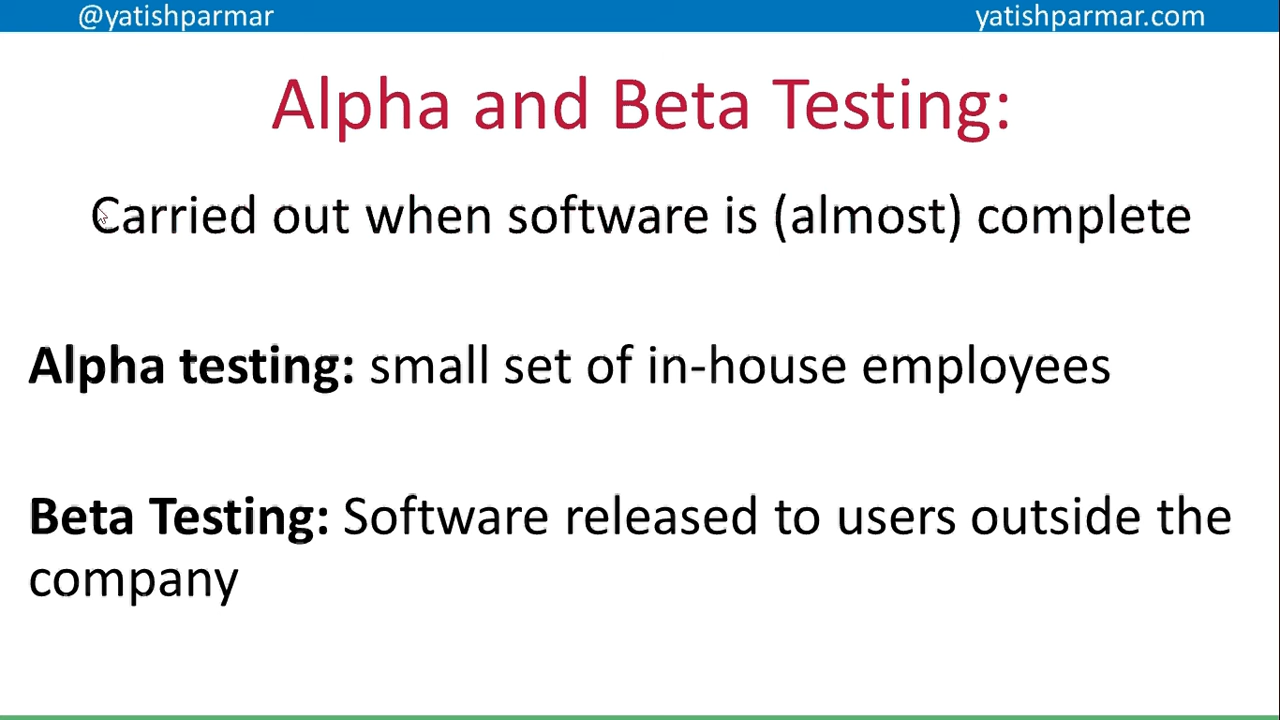 @yatishparmar
yatishparmar.com
Alpha and Beta Testing:
Carried out when software is (almost) complete
Alpha testing: small set of in-house employees
Beta Testing: Software released to users outside the
company